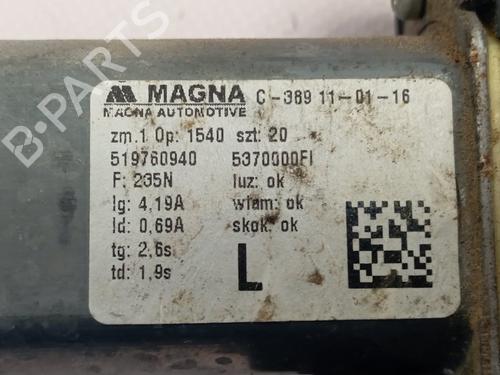 MAGNA C-389 11-01-16
MAGNA AUTOMOTIVE
zm.1 Op: 1540 szt: 20
519760940 5370000FI
F: 235N luz: ok
Ig: 4,19A włam: ok
Id: 0,69A skok: ok
tg: 2,6s
td: 1,9s
L
B-Parts